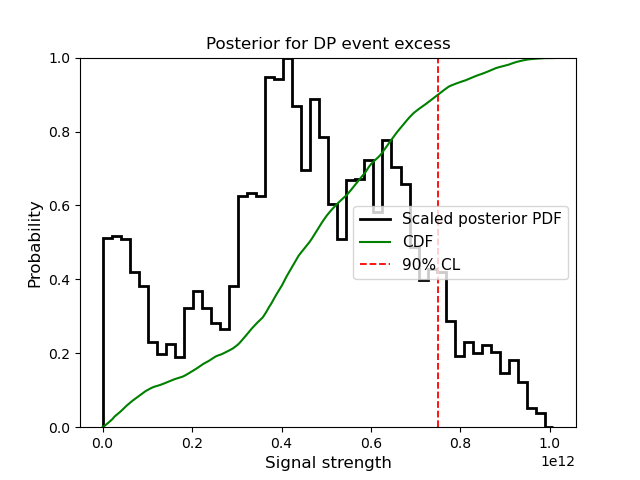 Posterior for DP event excess
Probability
1.0
0.8
0.6
0.4
0.2
0.0
Scaled posterior PDF
CDF
90% CL
0.0 0.2 0.4 0.6 0.8 1.0
1e12
Signal strength